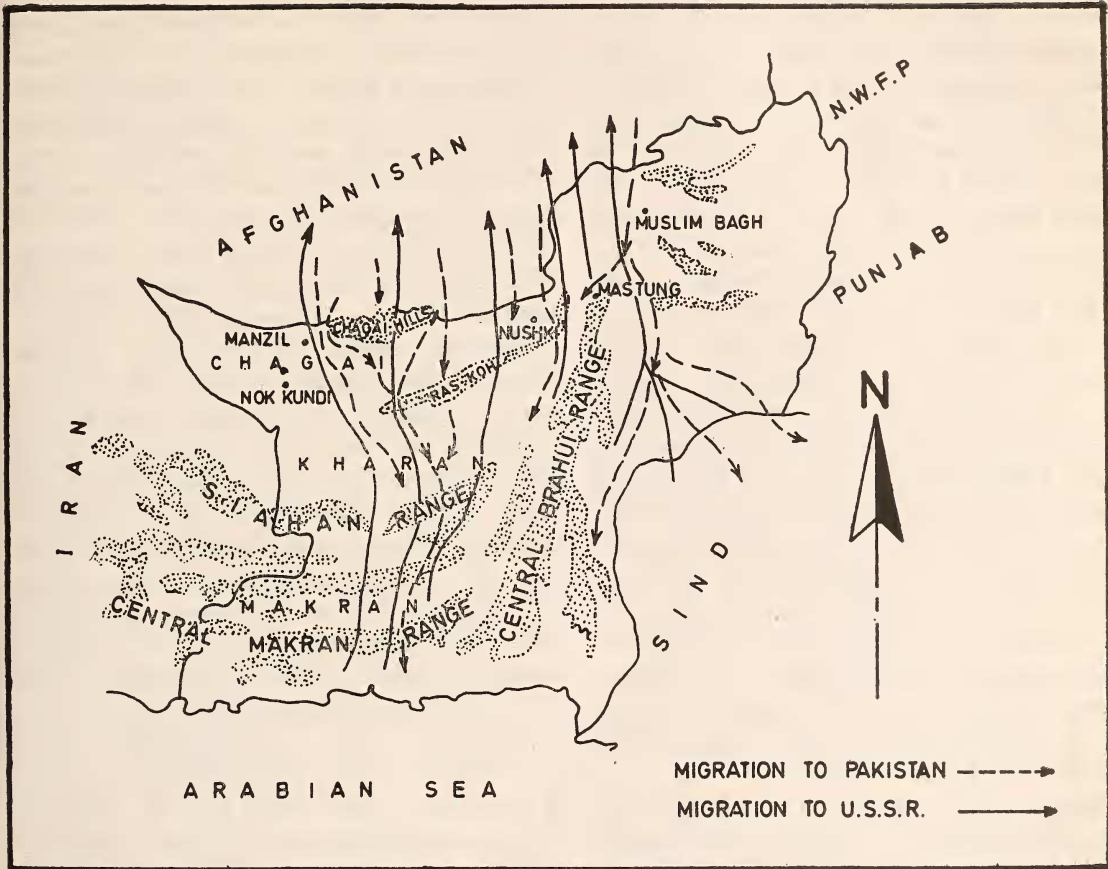 N.W.F.P
AFGHANISTAN
MUSLIM BAGH
PUNJAB
MASTUNG
CHAGAI HILLS
NUSHKI
MANZIL
CHAGAI
RAS KOH
NOK KUNDI
N
IRAN
KHARAN
SIAHAN RANGE
CENTRAL BRAHUI RANGE
SIND
MAKRAN
CENTRAL MAKRAN RANGE
ARABIAN SEA
MIGRATION TO PAKISTAN
MIGRATION TO U.S.S.R.